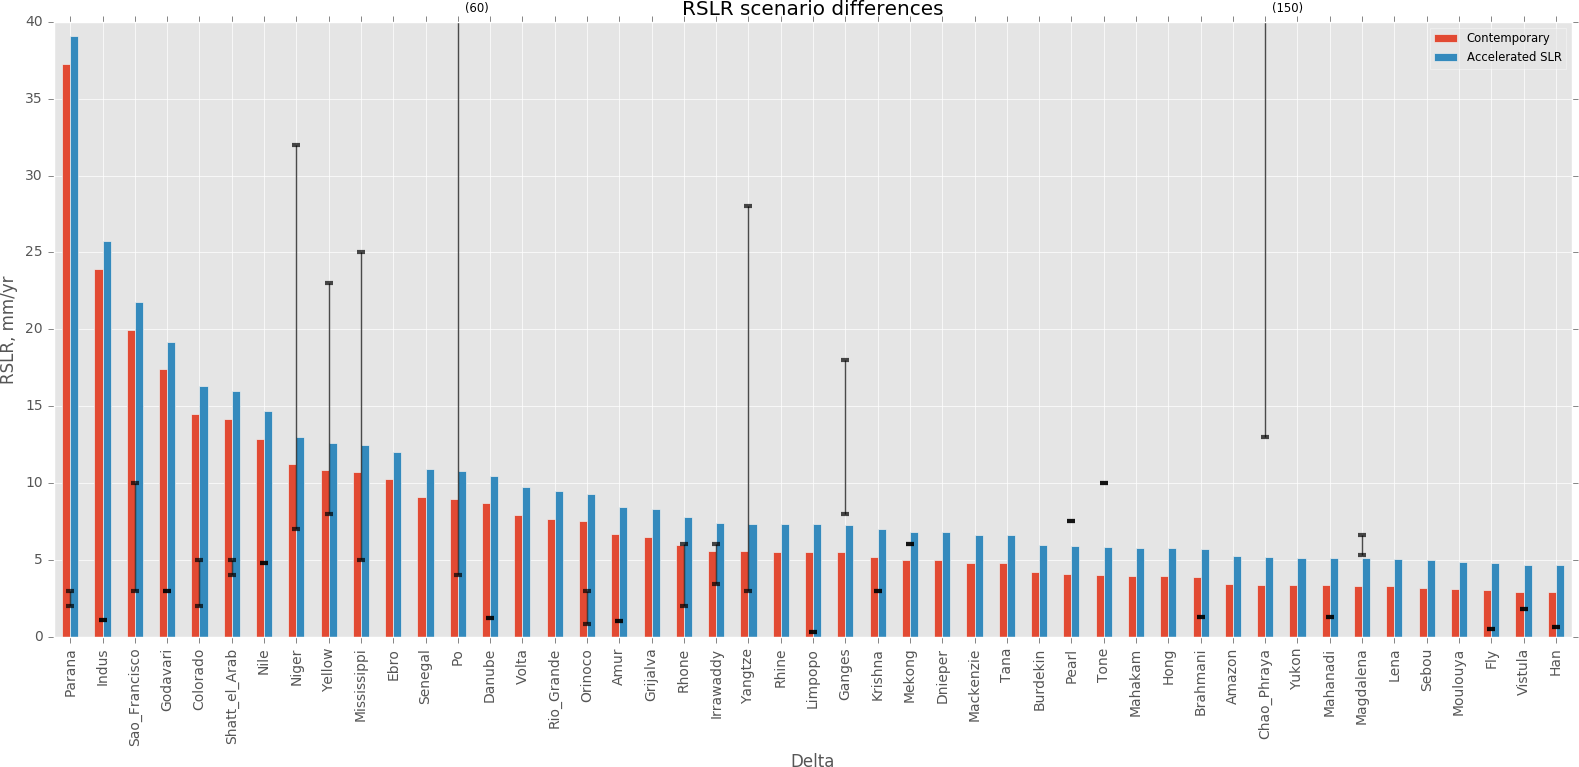 (60)
RSLR scenario differences
(150)
Contemporary
Accelerated SLR
RSLR, mm/yr
40
35
30
25
20
15
10
5
0
Parana
Indus
Sao_Francisco
Godavari
Colorado
Shatt_el_Arab
Nile
Niger
Yellow
Mississippi
Ebro
Senegal
Po
Danube
Volta
Rio_Grande
Orinoco
Amur
Grijalva
Rhone
Irrawaddy
Yangtze
Rhine
Limpopo
Ganges
Krishna
Mekong
Dnieper
Mackenzie
Tana
Burdekin
Pearl
Tone
Mahakam
Hong
Brahmani
Amazon
Chao_Phraya
Yukon
Mahanadi
Magdalena
Lena
Sebou
Moulouya
Fly
Vistula
Han
Delta